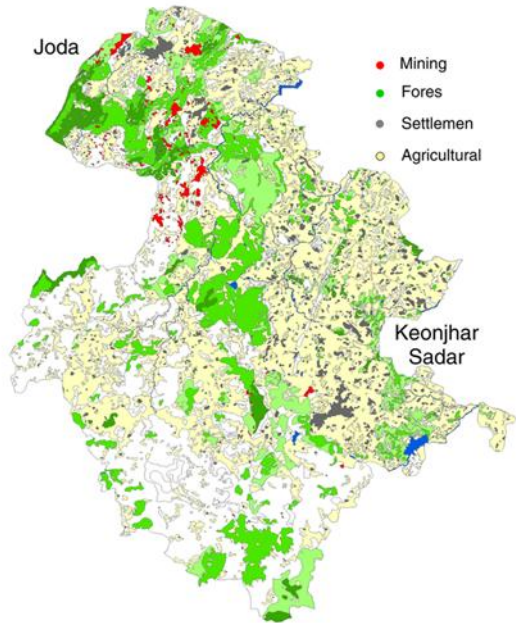 Joda
Mining
Fores
Settlemen
Agricultural
Keonjhar
Sadar